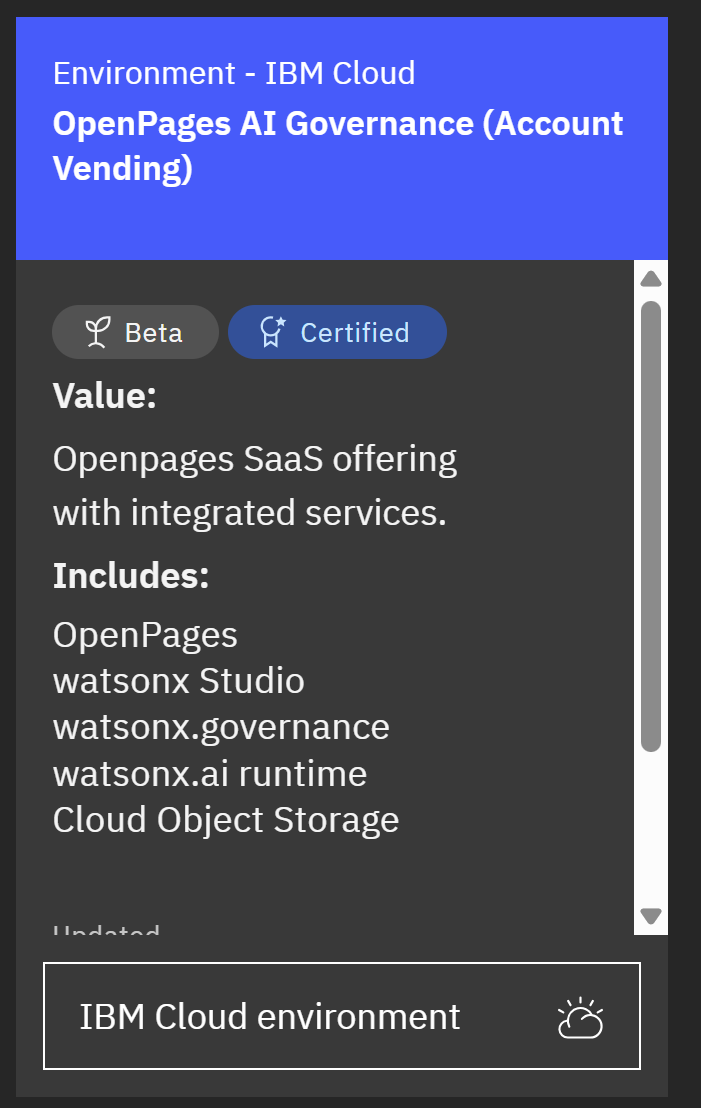 Environment - IBM Cloud
OpenPages AI Governance (Account
Vending)
Beta
Certified
Value:
Openpages SaaS offering
with integrated services.
Includes:
OpenPages
watsonx Studio
watsonx.governance
watsonx.ai runtime
Cloud Object Storage
Updated
IBM Cloud environment